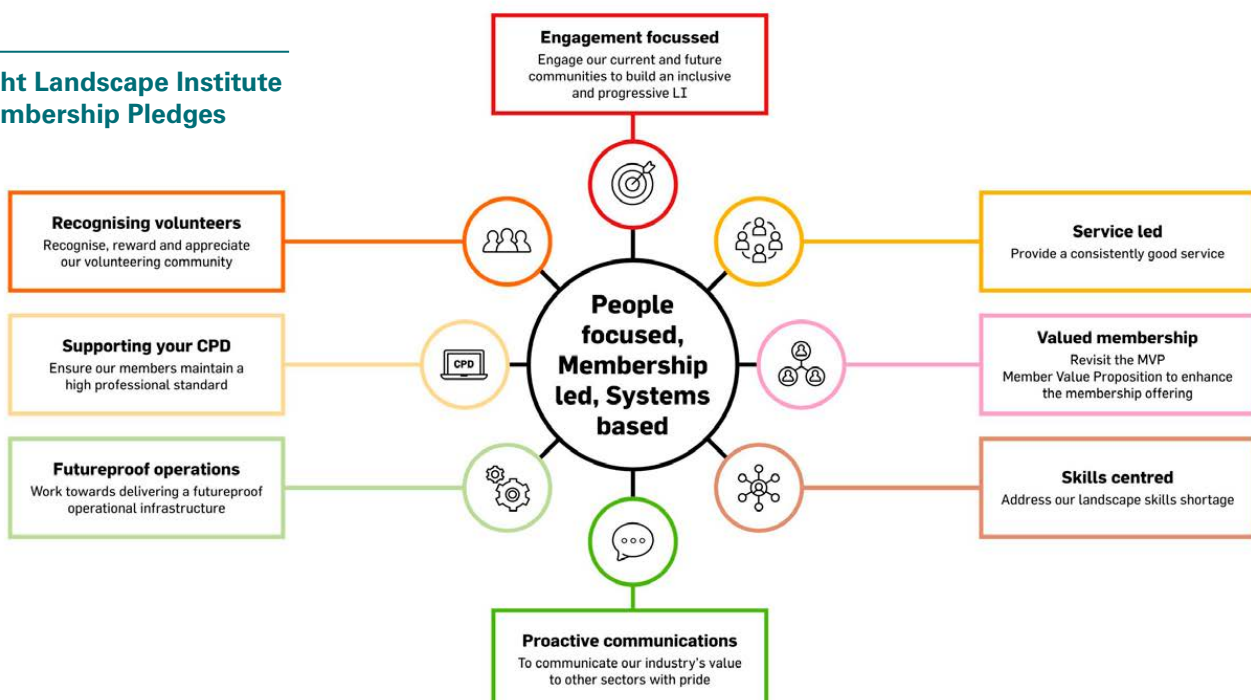 ht Landscape Institute
mbership Pledges
Engagement focussed
Engage our current and future
communities to build an inclusive
and progressive LI
Recognising volunteers
Recognise, reward and appreciate
our volunteering community
Service led
Provide a consistently good service
Supporting your CPD
Ensure our members maintain a
high professional standard
CPD
People
focused,
Membership
led, Systems
based
Valued membership
Revisit the MVP
Member Value Proposition to enhance
the membership offering
Futureproof operations
Work towards delivering a futureproof
operational infrastructure
Skills centred
Address our landscape skills shortage
Proactive communications
To communicate our industry's value
to other sectors with pride